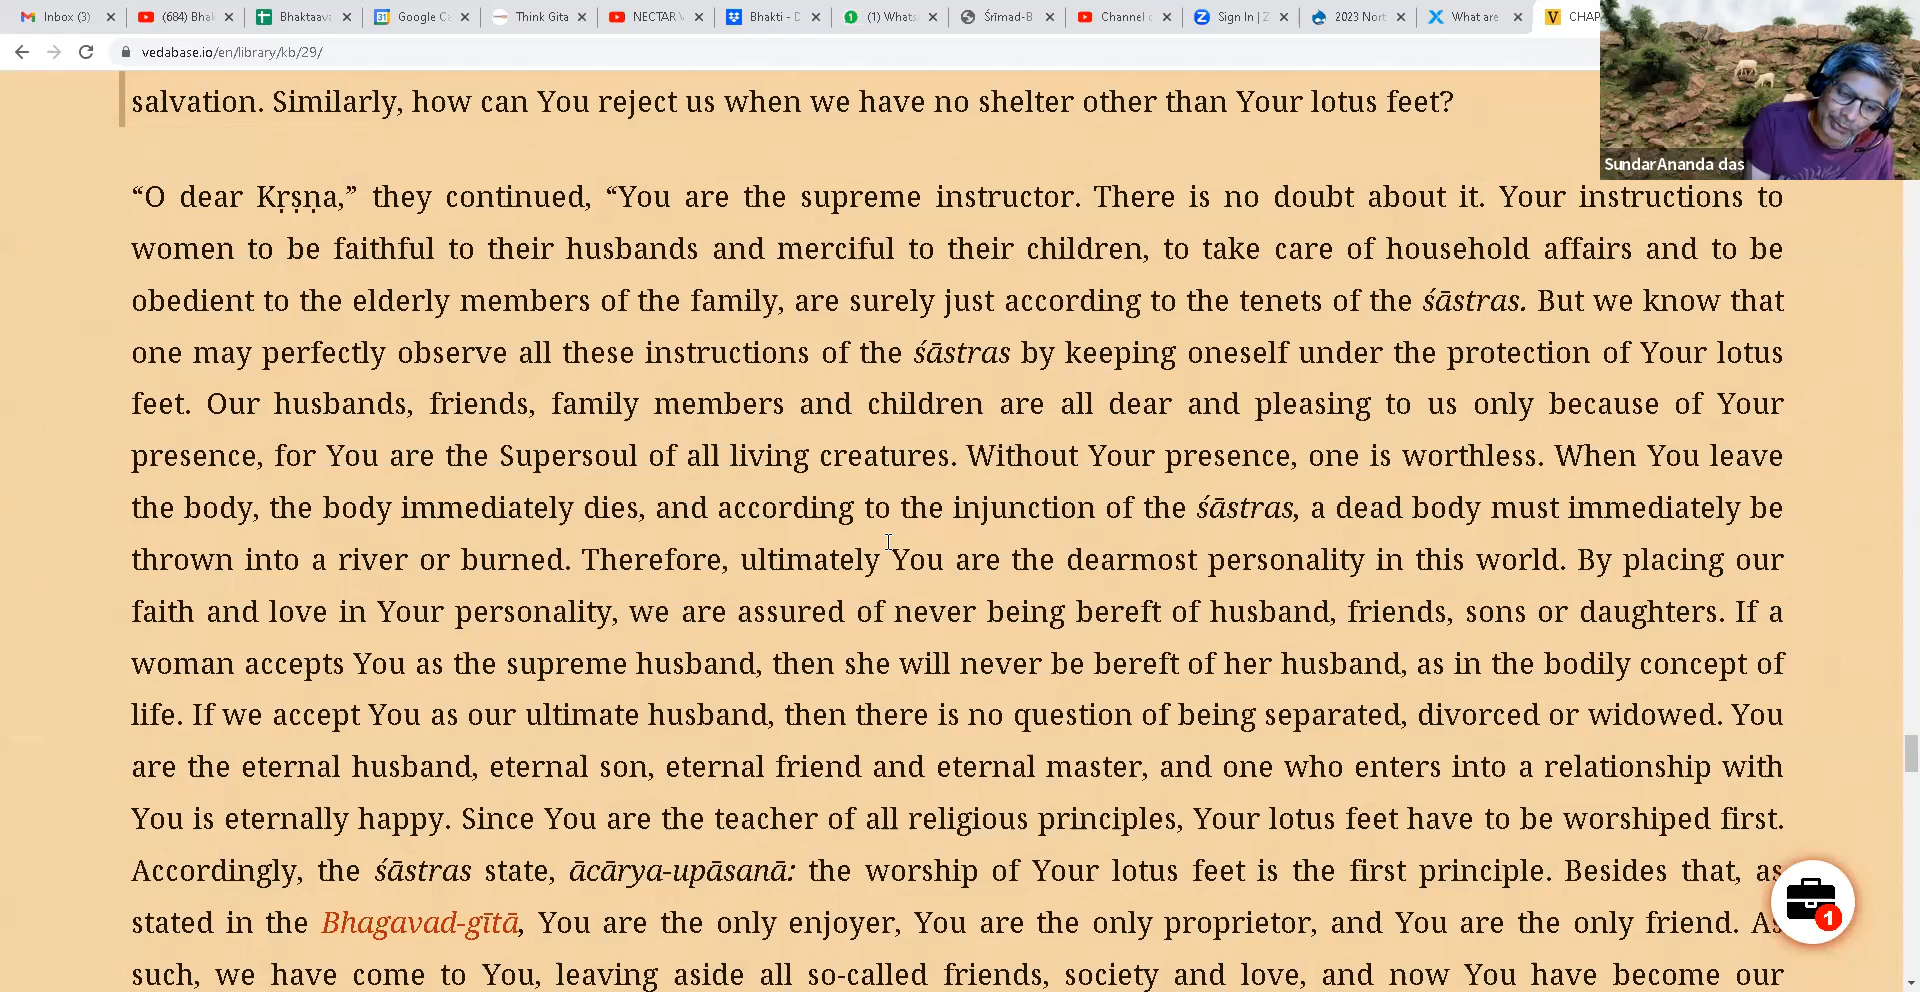 Inbox (3)
(684) Bhak
Bhaktaav
Google Ca
Think Gita
NECTAR
Bhakti - D
(1) Whats
Śrīmad-B
Channel c
Sign In | Z
2023 Nort
What are
CHAP
vedabase.io/en/library/kb/29/
SundarAnanda das
salvation. Similarly, how can You reject us when we have no shelter other than Your lotus feet?
“O dear Kṛṣṇa,” they continued, “You are the supreme instructor. There is no doubt about it. Your instructions to
women to be faithful to their husbands and merciful to their children, to take care of household affairs and to be
obedient to the elderly members of the family, are surely just according to the tenets of the śāstras. But we know that
one may perfectly observe all these instructions of the śāstras by keeping oneself under the protection of Your lotus
feet. Our husbands, friends, family members and children are all dear and pleasing to us only because of Your
presence, for You are the Supersoul of all living creatures. Without Your presence, one is worthless. When You leave
the body, the body immediately dies, and according to the injunction of the śāstras, a dead body must immediately be
thrown into a river or burned. Therefore, ultimately You are the dearmost personality in this world. By placing our
faith and love in Your personality, we are assured of never being bereft of husband, friends, sons or daughters. If a
woman accepts You as the supreme husband, then she will never be bereft of her husband, as in the bodily concept of
life. If we accept You as our ultimate husband, then there is no question of being separated, divorced or widowed. You
are the eternal husband, eternal son, eternal friend and eternal master, and one who enters into a relationship with
You is eternally happy. Since You are the teacher of all religious principles, Your lotus feet have to be worshiped first.
Accordingly, the śāstras state, ācārya-upāsanā: the worship of Your lotus feet is the first principle. Besides that, as
stated in the Bhagavad-gītā, You are the only enjoyer, You are the only proprietor, and You are the only friend. As
such, we have come to You, leaving aside all so-called friends, society and love, and now You have become our
1